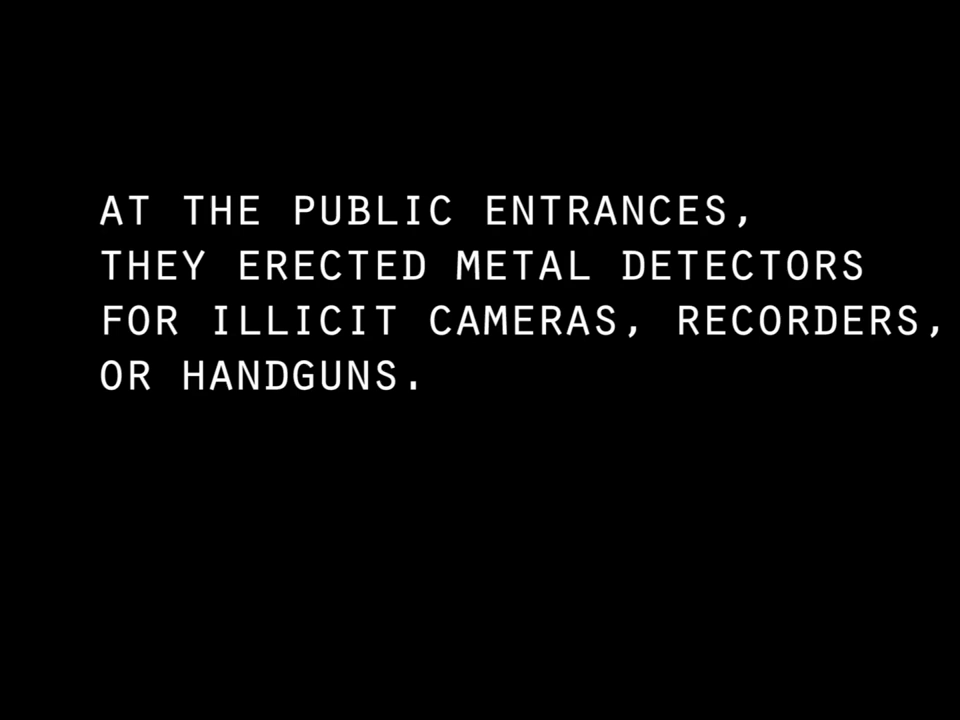 AT THE PUBLIC ENTRANCES,
THEY ERECTED METAL DETECTORS
FOR ILLICIT CAMERAS, RECORDERS,
OR HANDGUNS.